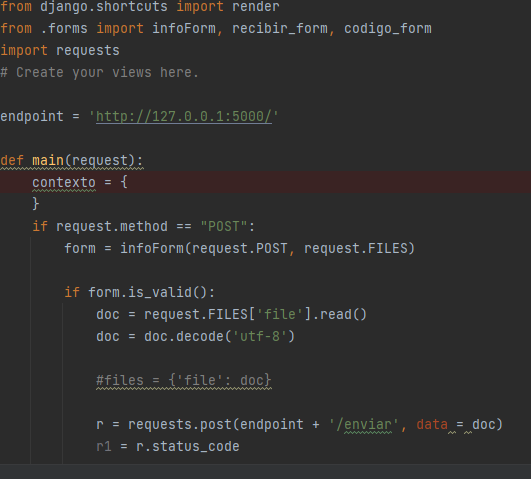 from django.shortcuts import render
from .forms import infoForm, recibir_form, codigo_form
import requests
# Create your views here.

endpoint = 'http://127.0.0.1:5000/'

def main(request):
    contexto = {
    }
    if request.method == "POST":
        form = infoForm(request.POST, request.FILES)

        if form.is_valid():
            doc = request.FILES['file'].read()
            doc = doc.decode('utf-8')

            #files = {'file': doc}

            r = requests.post(endpoint + '/enviar', data = doc)
            r1 = r.status_code